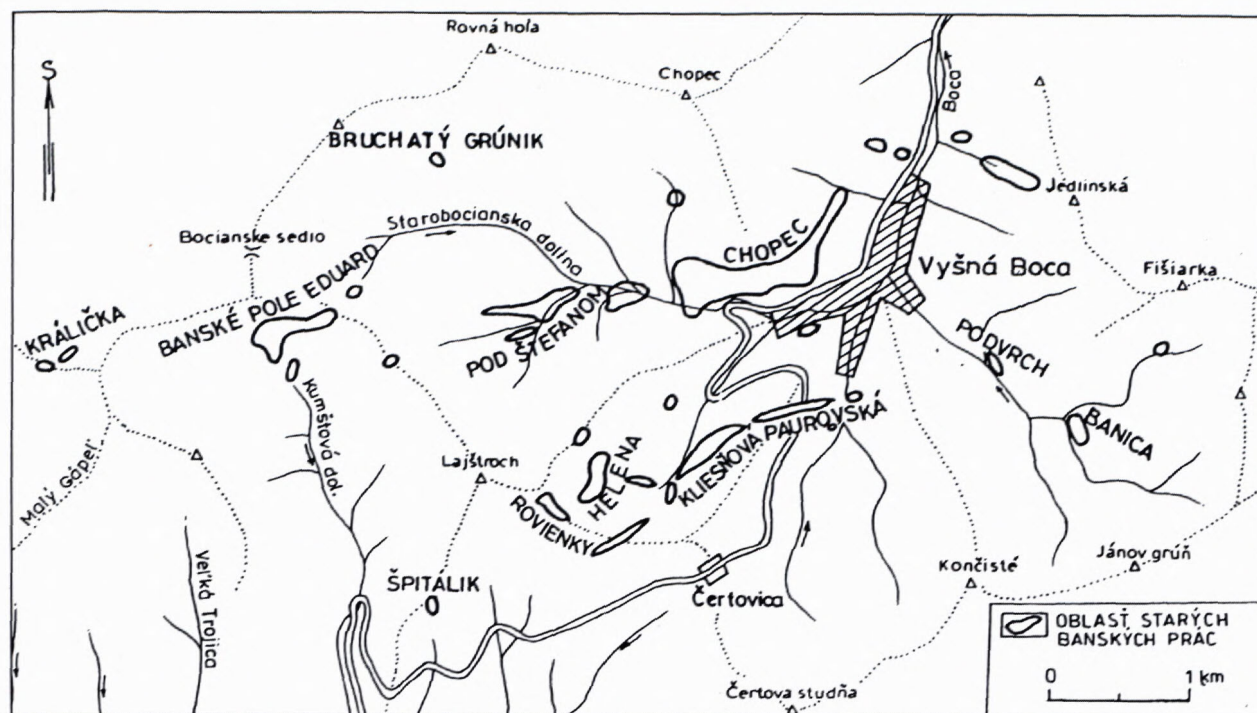 Rovná hoľa
S
Chopec
Boca
BRUCHATÝ GRÚNIK
Jedlinská
Starobocianska dolina
Bocianske sedlo
CHOPEC
Vyšná Boca
Fišiarka
BANSKÉ POLE EDUARD
KRÁLIČKA
POD ŠTEFANOM
PODVRCH
Kumštová dol.
BANICA
KLIESŇOVÁ PAUROVSKÁ
HELENA
Lajštroch
Malý Gápeľ
ROVIENKY
Veľká Trojica
ŠPITÁLIK
Čertovica
Končisté
Jánov grúň
OBLASŤ STARÝCH
BANSKÝCH PRÁC
0 1 km
Čertova studňa